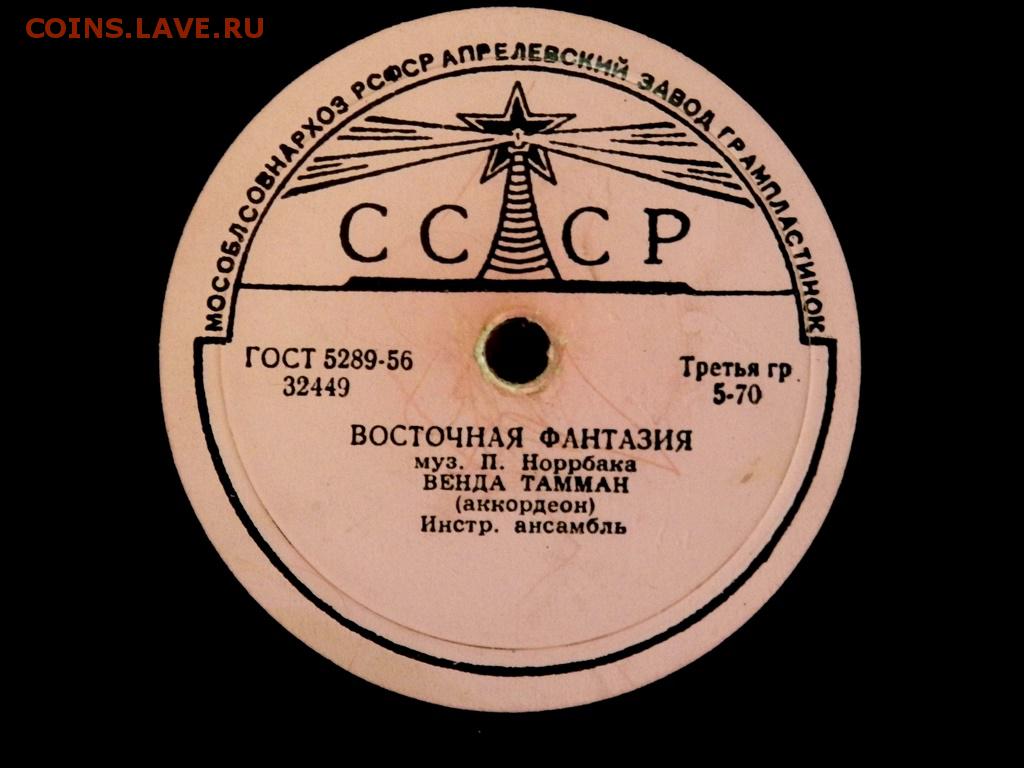 COINS.LAVE.RU
МОСОБЛСОВНАРХОЗ РСФСР АПРЕЛЕВСКИЙ ЗАВОД ГРАМПЛАСТИНОК
СССР
ГОСТ 5289-56
32449
Третья гр
5-70
ВОСТОЧНАЯ ФАНТАЗИЯ
муз. П. Норрбака
ВЕНДА ТАММАН
(аккордеон)
Инстр. ансамбль